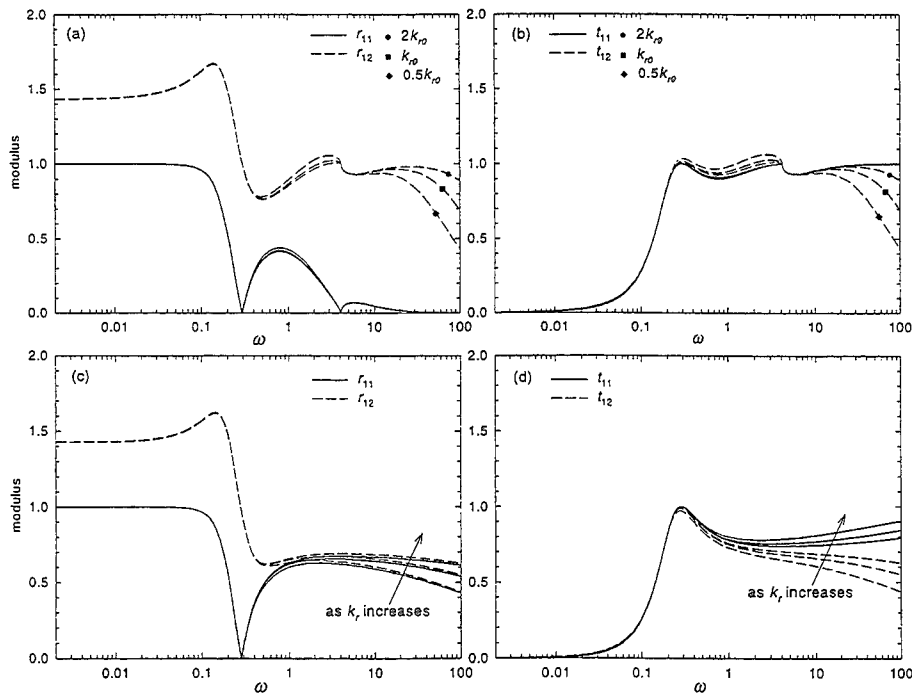 (a)
r₁₁
r₁₂
2kᵣ₀
kᵣ₀
0.5kᵣ₀
2.0
1.5
1.0
0.5
0.0
modulus
0.01
0.1
1
10
100
ω
(b)
t₁₁
t₁₂
2kᵣ₀
kᵣ₀
0.5kᵣ₀
2.0
1.5
1.0
0.5
0.0
0.01
0.1
1
10
100
ω
(c)
r₁₁
r₁₂
as kᵣ increases
2.0
1.5
1.0
0.5
0.0
modulus
0.01
0.1
1
10
100
ω
(d)
t₁₁
t₁₂
as kᵣ increases
2.0
1.5
1.0
0.5
0.0
0.01
0.1
1
10
100
ω